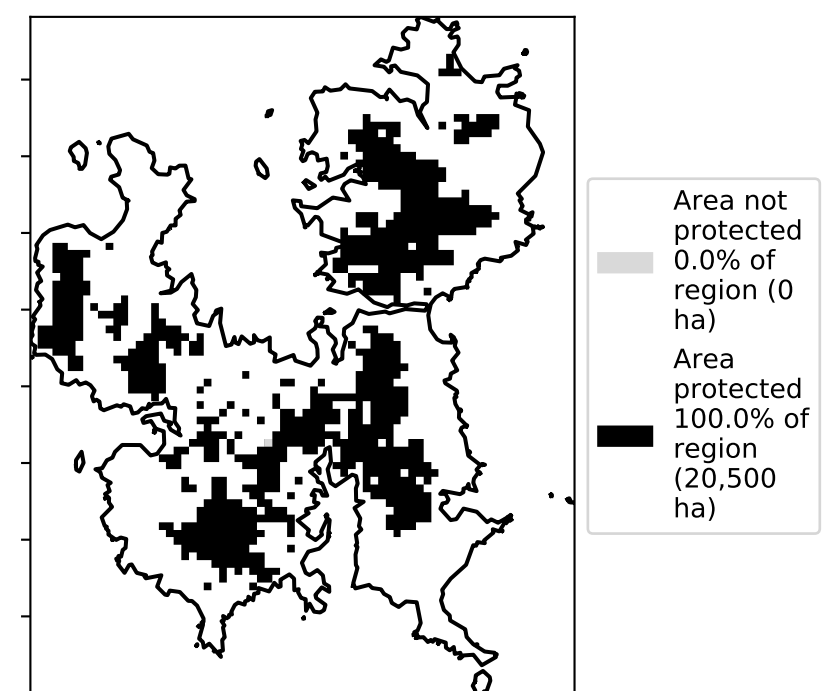 Area not
protected
0.0% of
region (0
ha)
Area
protected
100.0% of
region
(20,500
ha)